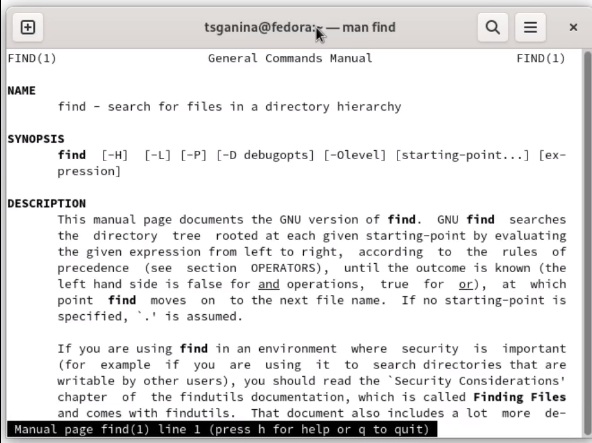 tsganina@fedora:~ — man find
FIND(1) General Commands Manual FIND(1)
NAME
find - search for files in a directory hierarchy
SYNOPSIS
find [-H] [-L] [-P] [-D debugopts] [-Olevel] [starting-point...] [ex-
pression]
DESCRIPTION
This manual page documents the GNU version of find. GNU find searches
the directory tree rooted at each given starting-point by evaluating
the given expression from left to right, according to the rules of
precedence (see section OPERATORS), until the outcome is known (the
left hand side is false for and operations, true for or), at which
point find moves on to the next file name. If no starting-point is
specified, `.' is assumed.
If you are using find in an environment where security is important
(for example if you are using it to search directories that are
writable by other users), you should read the `Security Considerations'
chapter of the findutils documentation, which is called Finding Files
and comes with findutils. That document also includes a lot more de-
Manual page find(1) line 1 (press h for help or q to quit)